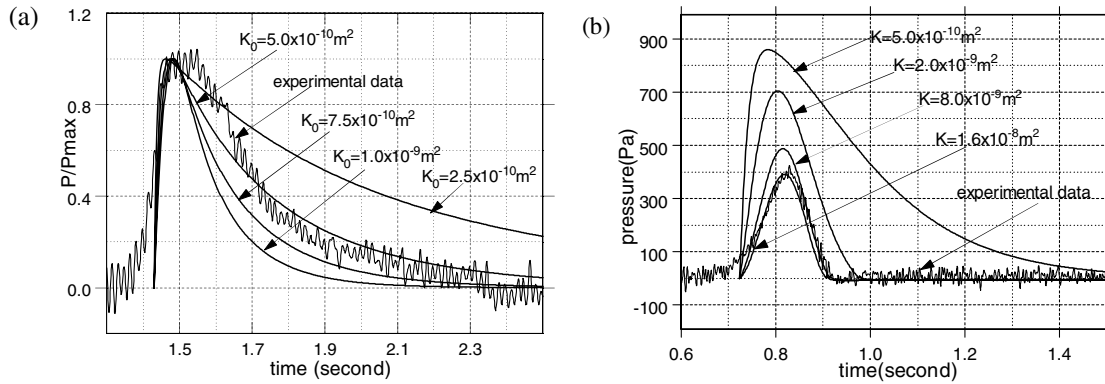 (a)
1.2
0.8
0.4
0.0
P/Pmax
K₀=5.0x10⁻¹⁰m²
experimental data
K₀=7.5x10⁻¹⁰m²
K₀=1.0x10⁻⁹m²
K₀=2.5x10⁻¹⁰m²
1.5 1.7 1.9 2.1 2.3
time (second)
(b)
900
700
500
300
100
-100
pressure(Pa)
K=5.0x10⁻¹⁰m²
K=2.0x10⁻⁹m²
K=8.0x10⁻⁹m²
K=1.6x10⁻⁸m²
experimental data
0.6 0.8 1.0 1.2 1.4
time(second)